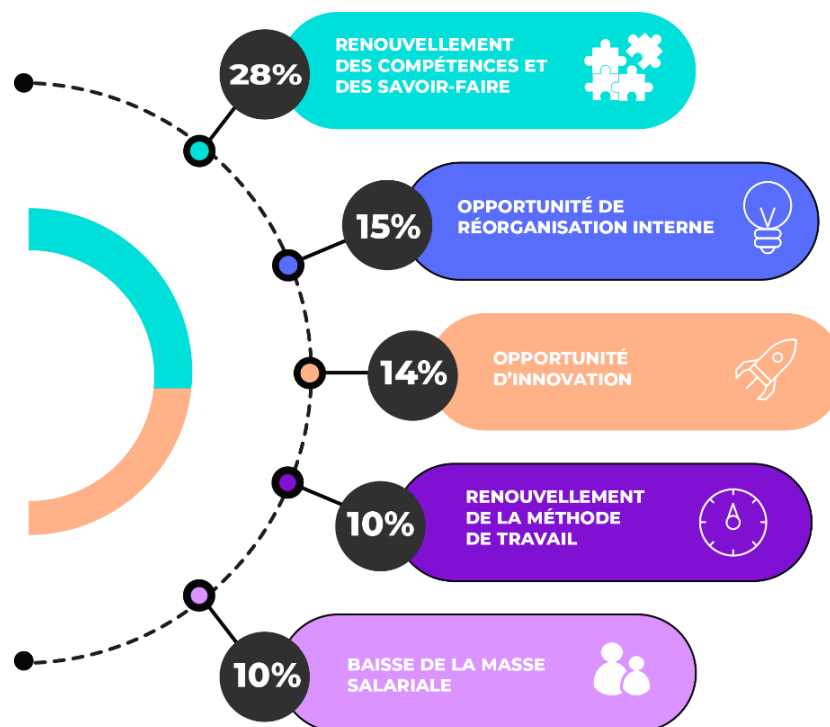 28%
RENOUVELLEMENT
DES COMPÉTENCES ET
DES SAVOIR-FAIRE
15%
OPPORTUNITÉ DE
RÉORGANISATION INTERNE
14%
OPPORTUNITÉ
D'INNOVATION
10%
RENOUVELLEMENT
DE LA MÉTHODE
DE TRAVAIL
10%
BAISSE DE LA MASSE
SALARIALE